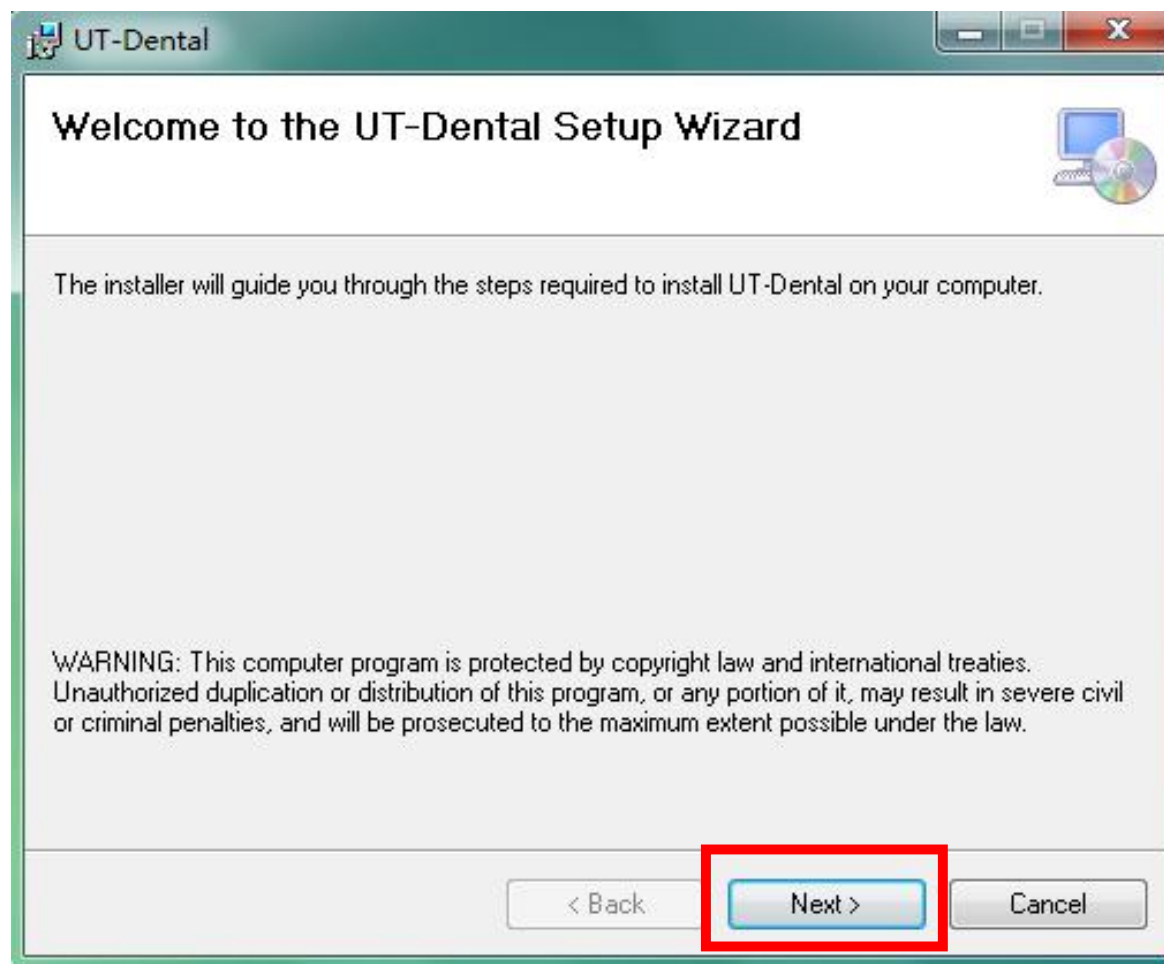 UT-Dental
Welcome to the UT-Dental Setup Wizard
The installer will guide you through the steps required to install UT-Dental on your computer.
WARNING: This computer program is protected by copyright law and international treaties.
Unauthorized duplication or distribution of this program, or any portion of it, may result in severe civil
or criminal penalties, and will be prosecuted to the maximum extent possible under the law.
< Back
Next >
Cancel